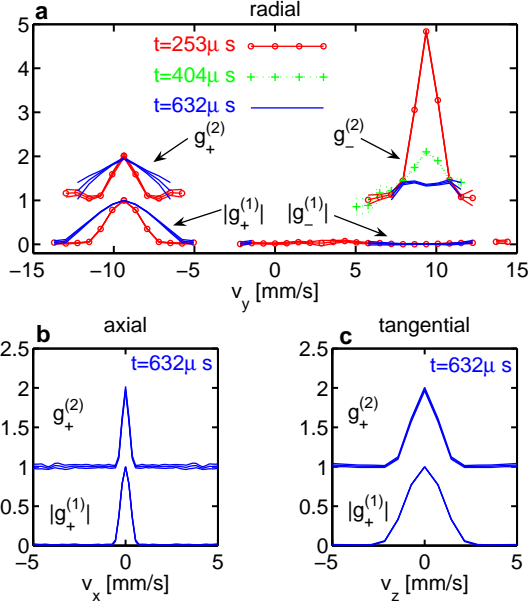 a radial
5
4
3
2
1
0
t=253μ s
t=404μ s
t=632μ s
g+(2)
g−(2)
|g+(1)|
|g−(1)|
−15 −10 −5 0 5 10 15
vy [mm/s]
b axial
2.5
2
1.5
1
0.5
0
t=632μ s
g+(2)
|g+(1)|
−5 0 5
vx [mm/s]
c tangential
2.5
2
1.5
1
0.5
0
t=632μ s
g+(2)
|g+(1)|
−5 0 5
vz [mm/s]